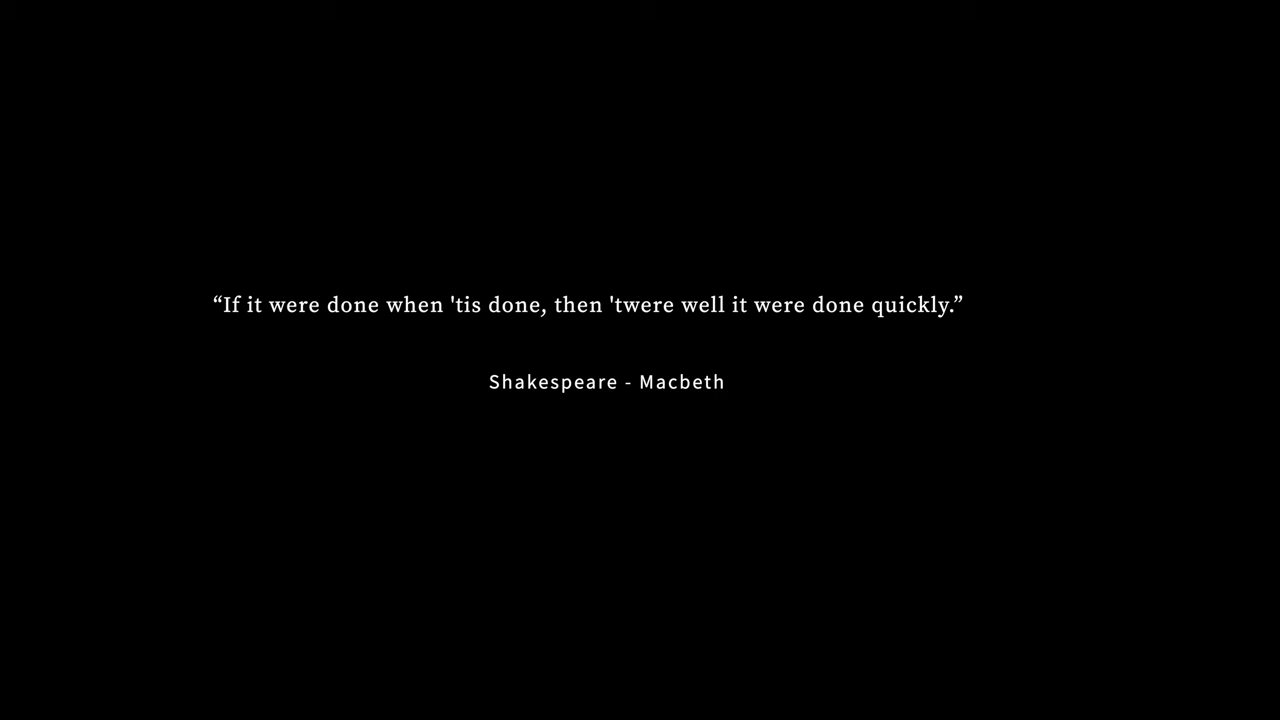 “If it were done when 'tis done, then 'twere well it were done quickly.”
Shakespeare - Macbeth